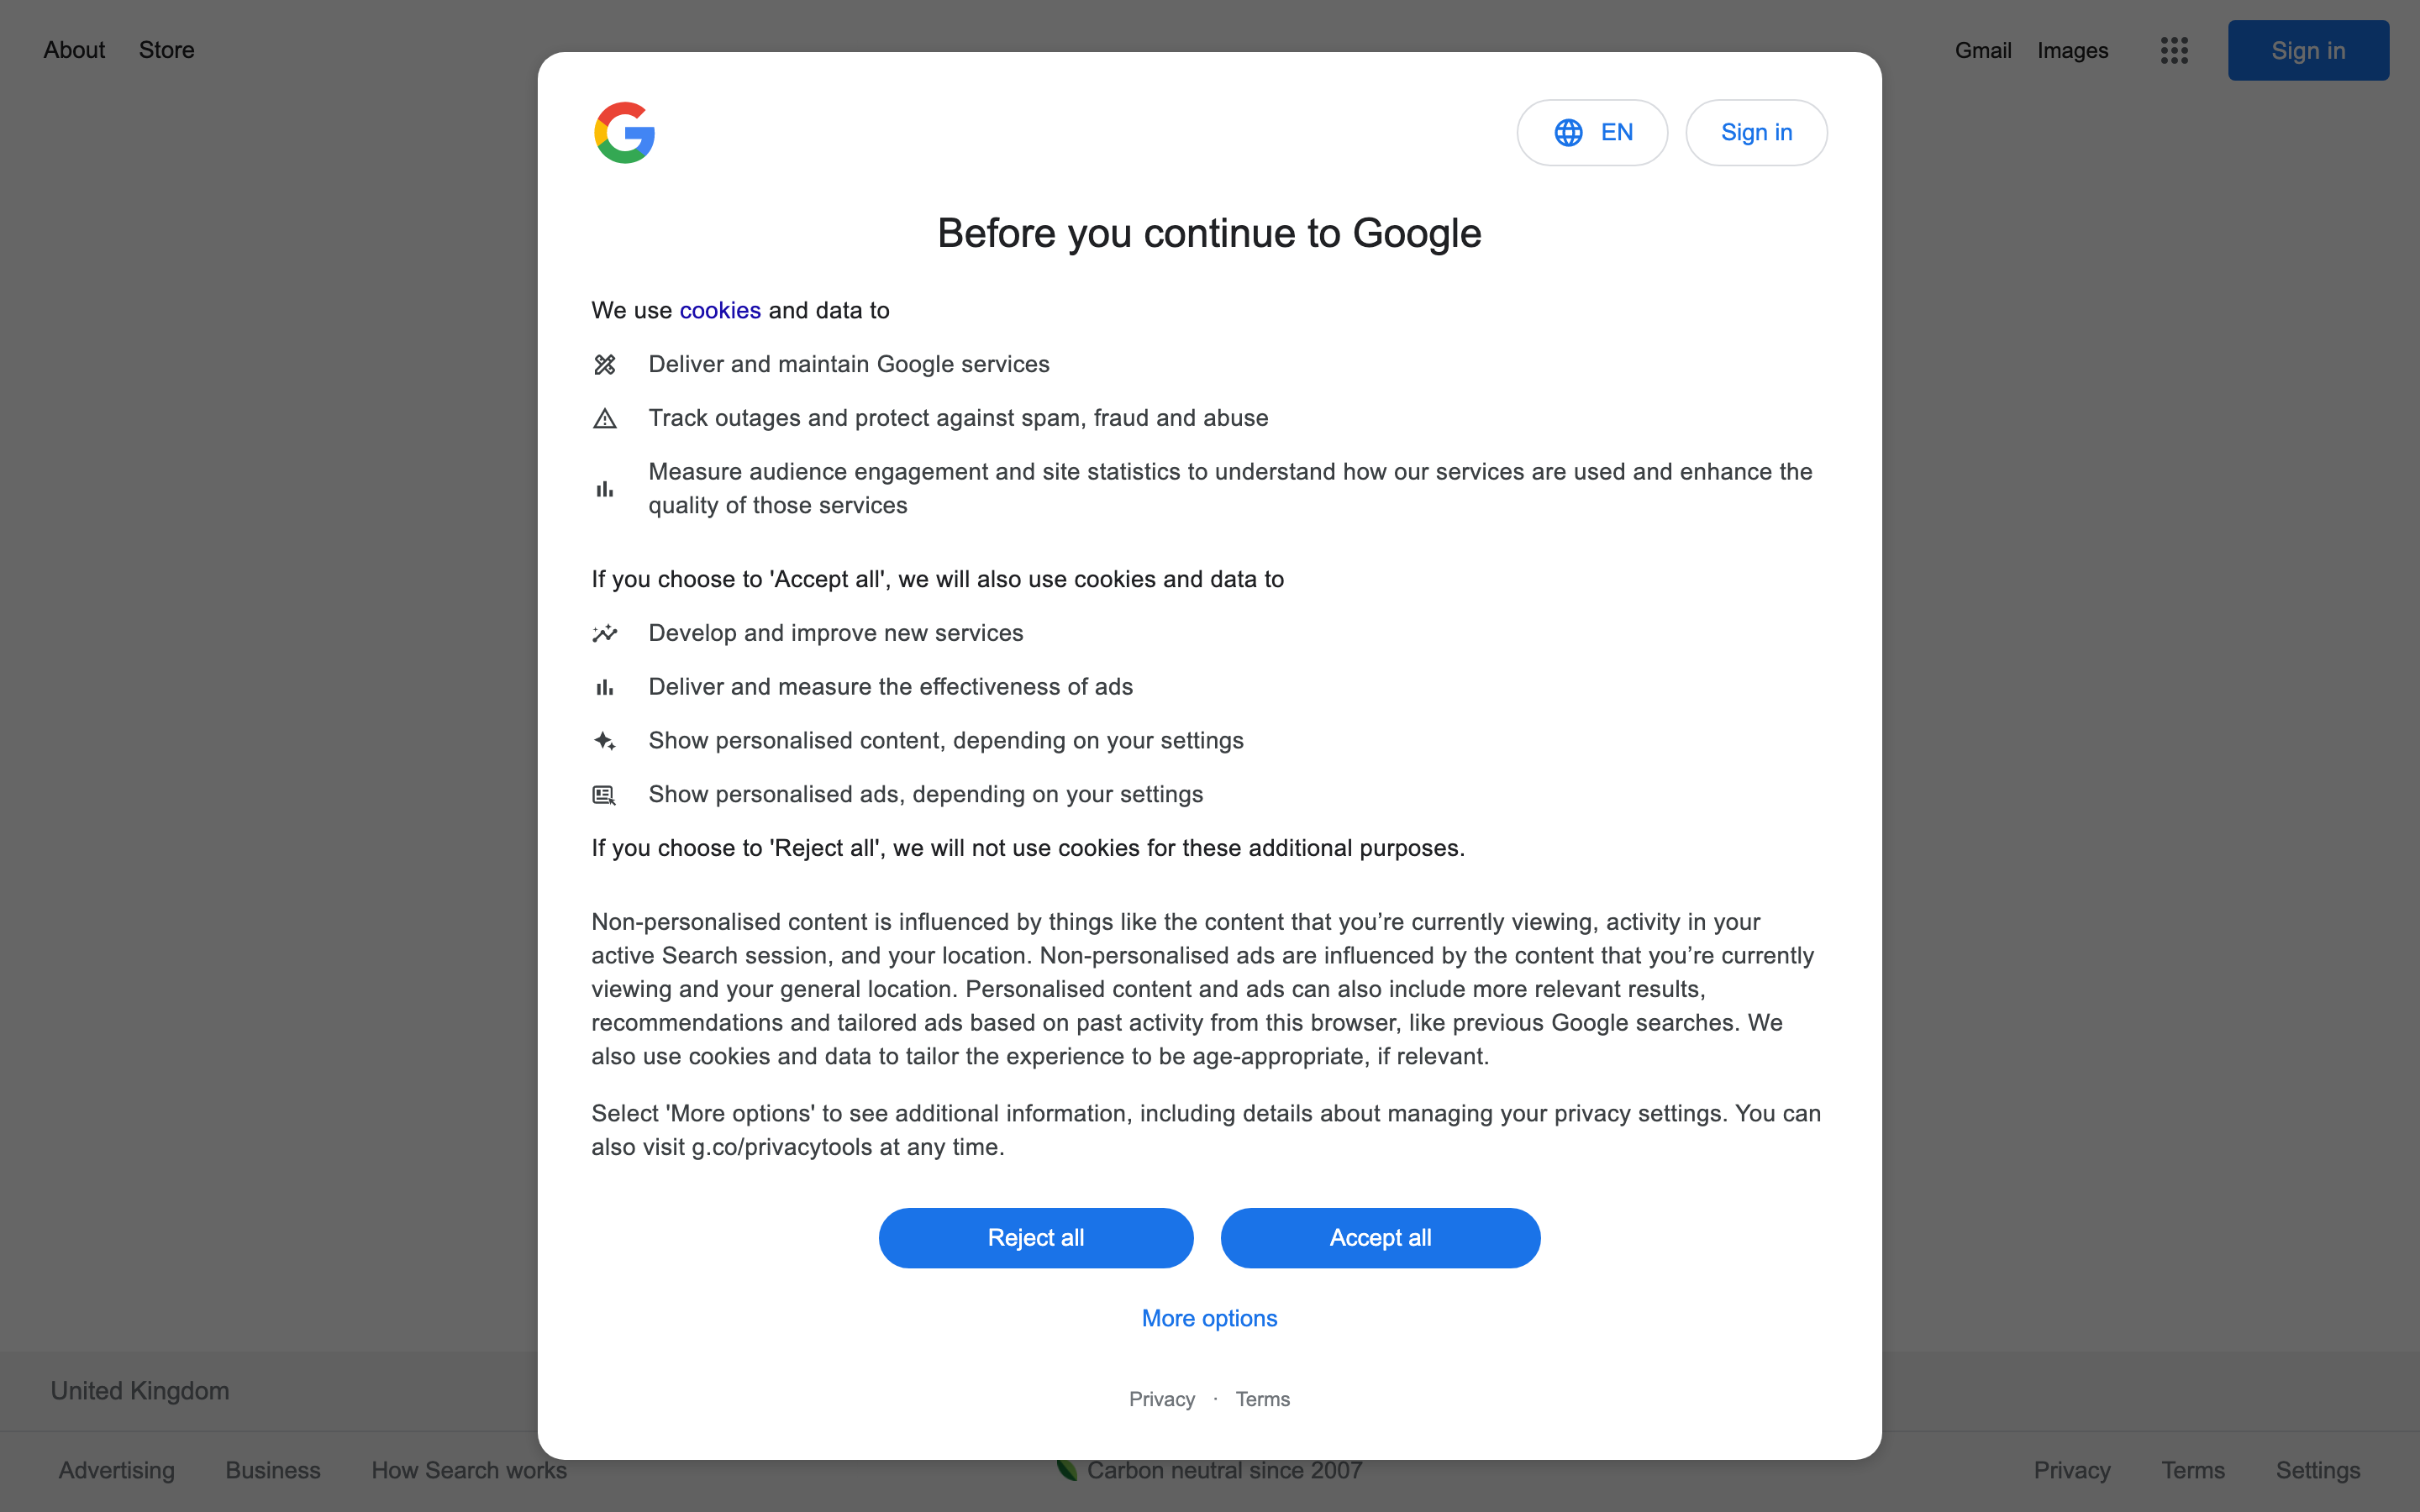 About Store
Gmail Images Sign in
EN Sign in
Before you continue to Google
We use cookies and data to
Deliver and maintain Google services
Track outages and protect against spam, fraud and abuse
Measure audience engagement and site statistics to understand how our services are used and enhance the
quality of those services
If you choose to 'Accept all', we will also use cookies and data to
Develop and improve new services
Deliver and measure the effectiveness of ads
Show personalised content, depending on your settings
Show personalised ads, depending on your settings
If you choose to 'Reject all', we will not use cookies for these additional purposes.
Non-personalised content is influenced by things like the content that you’re currently viewing, activity in your
active Search session, and your location. Non-personalised ads are influenced by the content that you’re currently
viewing and your general location. Personalised content and ads can also include more relevant results,
recommendations and tailored ads based on past activity from this browser, like previous Google searches. We
also use cookies and data to tailor the experience to be age-appropriate, if relevant.
Select 'More options' to see additional information, including details about managing your privacy settings. You can
also visit g.co/privacytools at any time.
Reject all Accept all
More options
Privacy · Terms
United Kingdom
Advertising Business How Search works Carbon neutral since 2007 Privacy Terms Settings